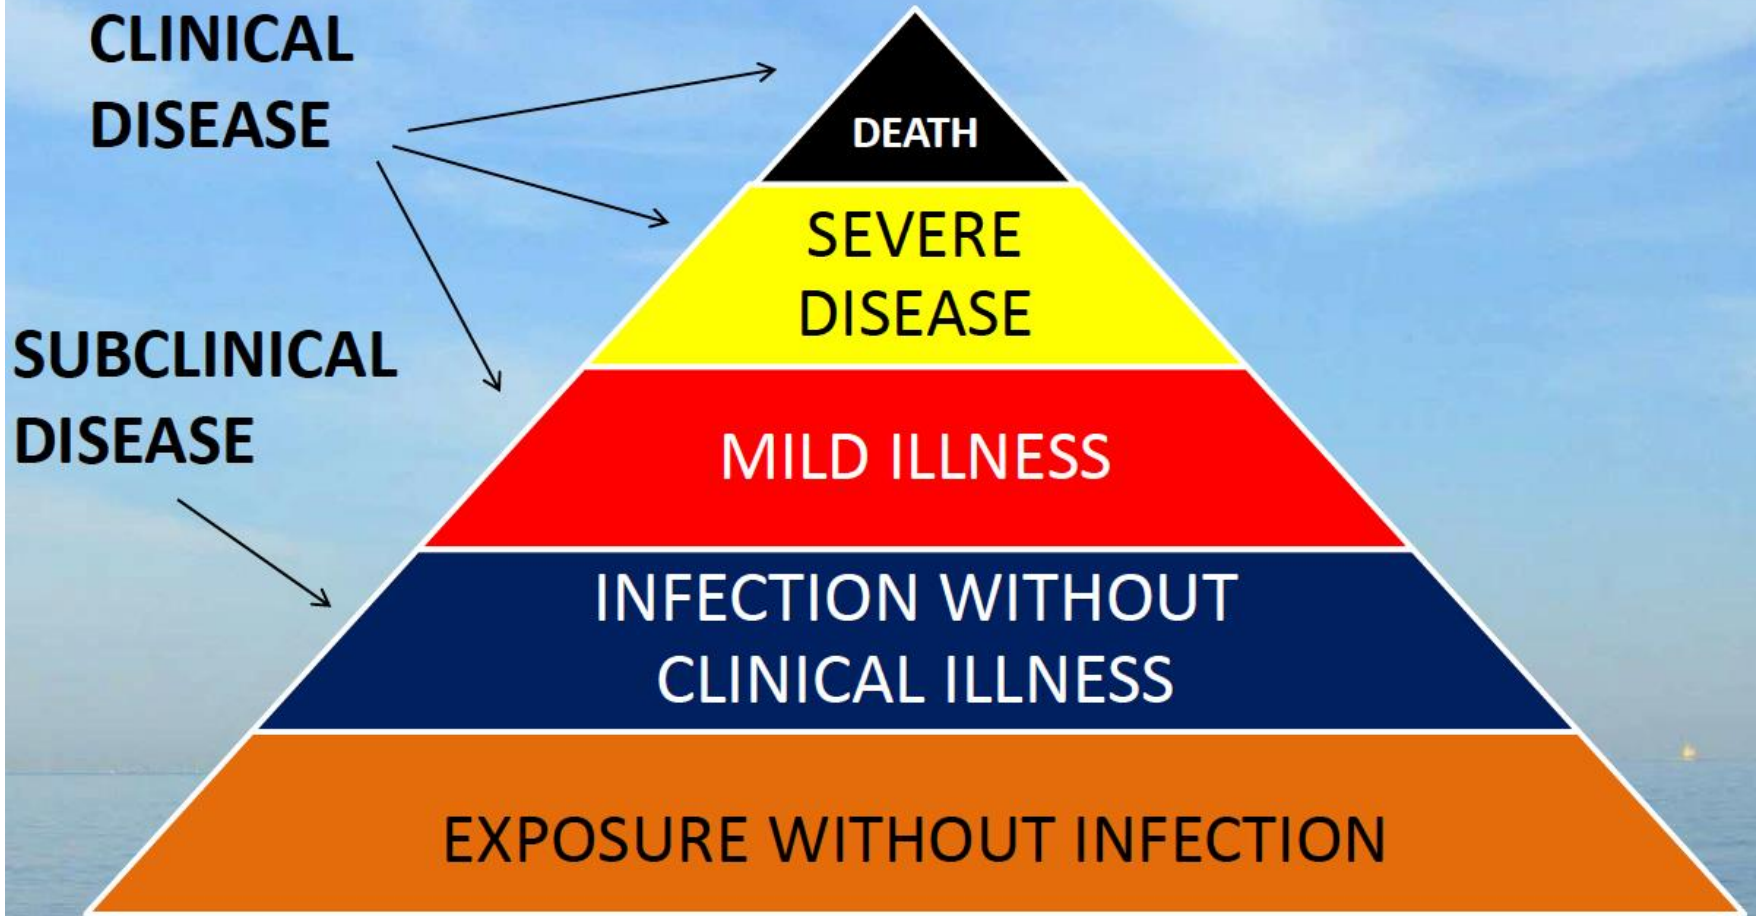 CLINICAL
DISEASE
DEATH
SEVERE
DISEASE
SUBCLINICAL
DISEASE
MILD ILLNESS
INFECTION WITHOUT
CLINICAL ILLNESS
EXPOSURE WITHOUT INFECTION